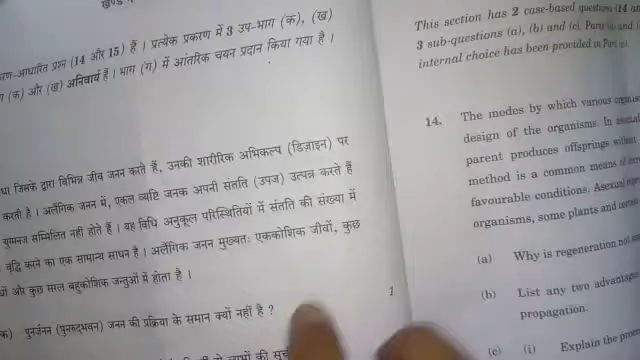 खण्ड
आधारित प्रश्न (14 और 15) हैं । प्रत्येक प्रकरण में 3 उप-भाग (क), (ख)
(क) और (ख) अनिवार्य हैं । भाग (ग) में आंतरिक चयन प्रदान किया गया है ।
जिसके द्वारा विभिन्न जीव जनन करते हैं, उनकी शारीरिक अभिकल्प (डिज़ाइन) पर
करती है । अलैंगिक जनन में, एकल व्यष्टि जनक अपनी संतति (उपज) उत्पन्न करते हैं
युग्मनज सम्मिलित नहीं होते हैं । यह विधि अनुकूल परिस्थितियों में संतति की संख्या में
वृद्धि करने का एक सामान्य साधन है । अलैंगिक जनन मुख्यतः एककोशिक जीवों, कुछ
और कुछ सरल बहुकोशिक जन्तुओं में होता है ।
पुनर्जनन (पुनरुद्भवन) जनन की प्रक्रिया के समान क्यों नहीं है ?
1
This section has 2 case-based questions (14
3 sub-questions (a), (b) and (c). Parts (a) and
internal choice has been provided in Part (c).
14. The modes by which various
design of the organisms. In
parent produces offsprings without
method is a common means of
favourable conditions. Asexual
organisms, some plants and
(a) Why is regeneration not
(b) List any two
propagation.
(c) (i) Explain the